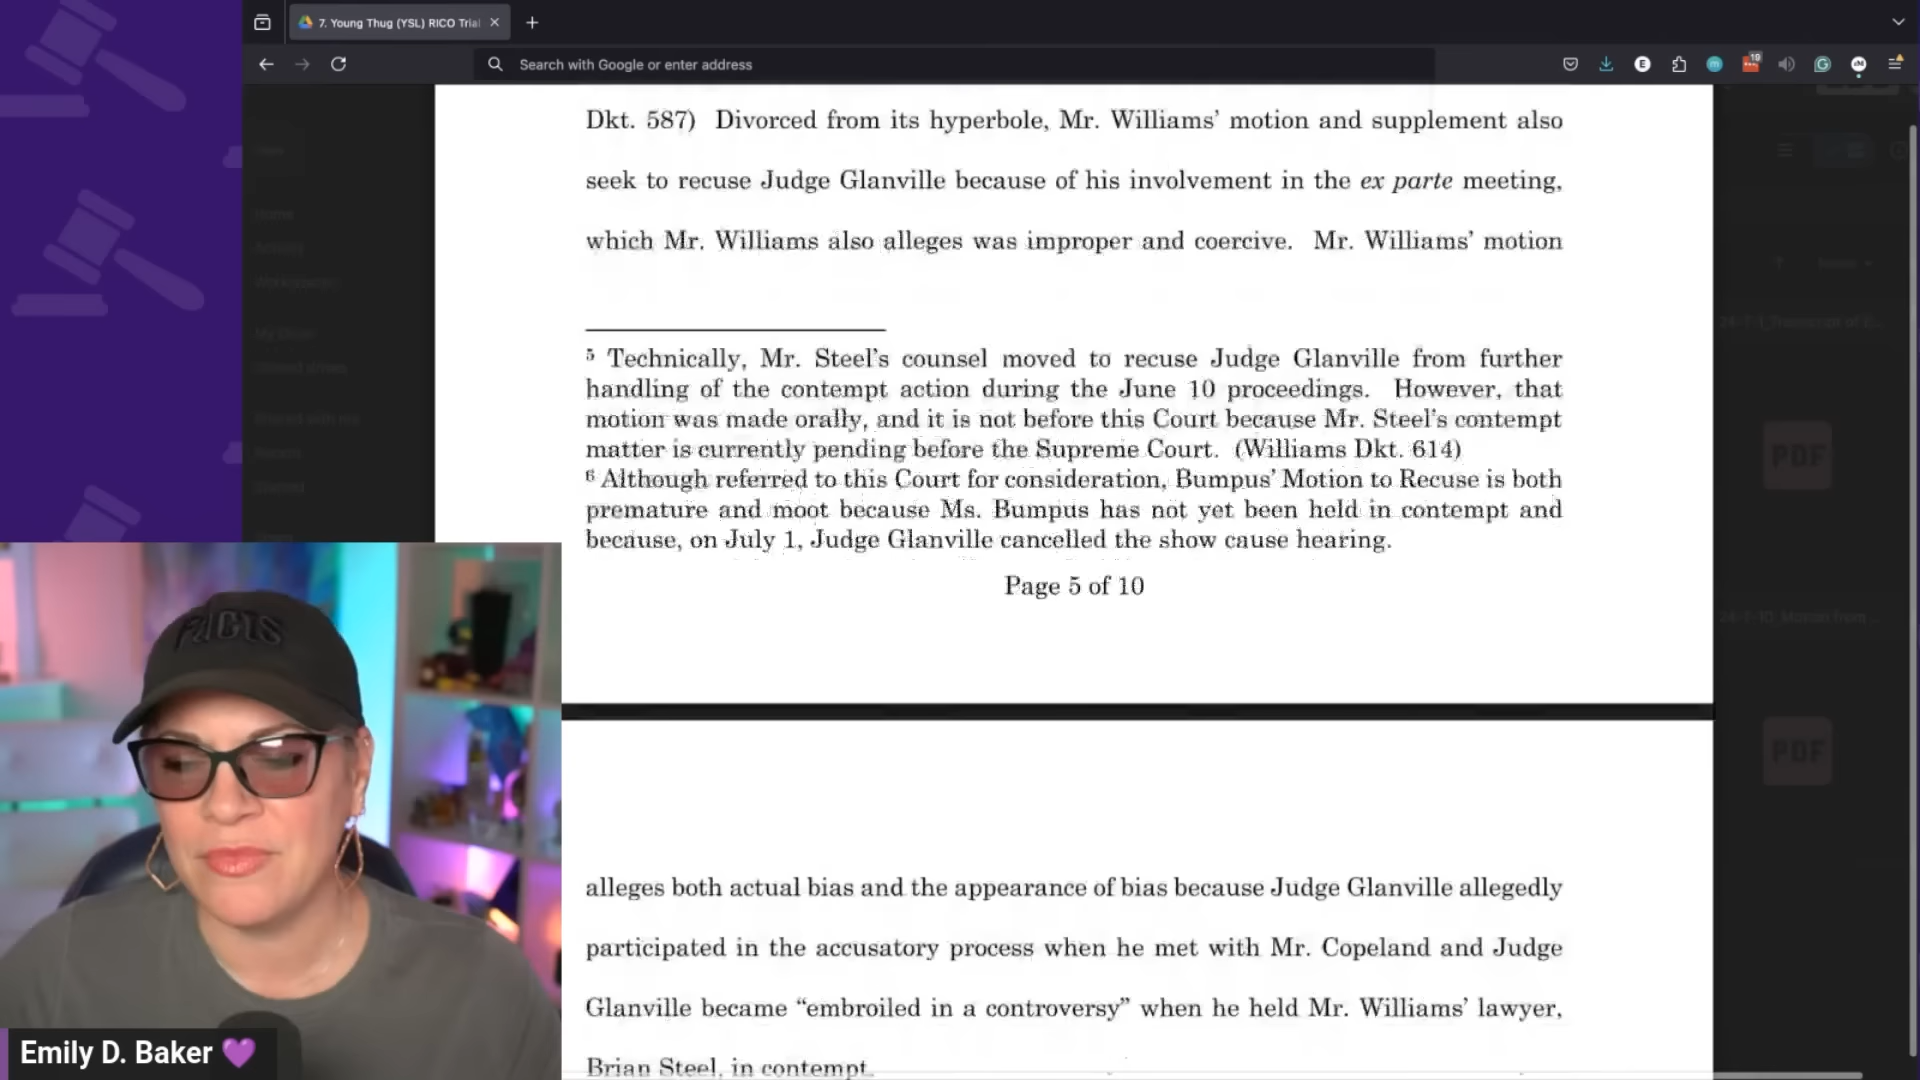 7. Young Thug (YSL) RICO Trial
Search with Google or enter address
19
Dkt. 587) Divorced from its hyperbole, Mr. Williams' motion and supplement also
seek to recuse Judge Glanville because of his involvement in the ex parte meeting,
which Mr. Williams also alleges was improper and coercive. Mr. Williams' motion
5 Technically, Mr. Steel's counsel moved to recuse Judge Glanville from further
handling of the contempt action during the June 10 proceedings. However, that
motion was made orally, and it is not before this Court because Mr. Steel's contempt
matter is currently pending before the Supreme Court. (Williams Dkt. 614)
6 Although referred to this Court for consideration, Bumpus' Motion to Recuse is both
premature and moot because Ms. Bumpus has not yet been held in contempt and
because, on July 1, Judge Glanville cancelled the show cause hearing.
Page 5 of 10
alleges both actual bias and the appearance of bias because Judge Glanville allegedly
participated in the accusatory process when he met with Mr. Copeland and Judge
Glanville became “embroiled in a controversy” when he held Mr. Williams' lawyer,
Brian Steel, in contempt.
Home
Shared with me
PDF
PDF
FACTS
Emily D. Baker 💜